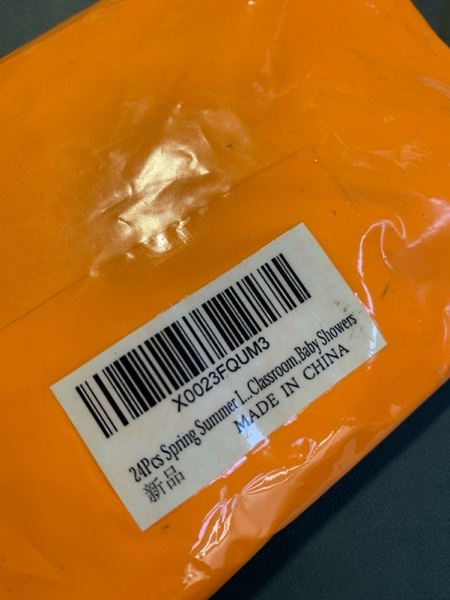 X0023FQUM3
24Pcs Spring Summer L...Classroom,Baby Showers
新品
MADE IN CHINA